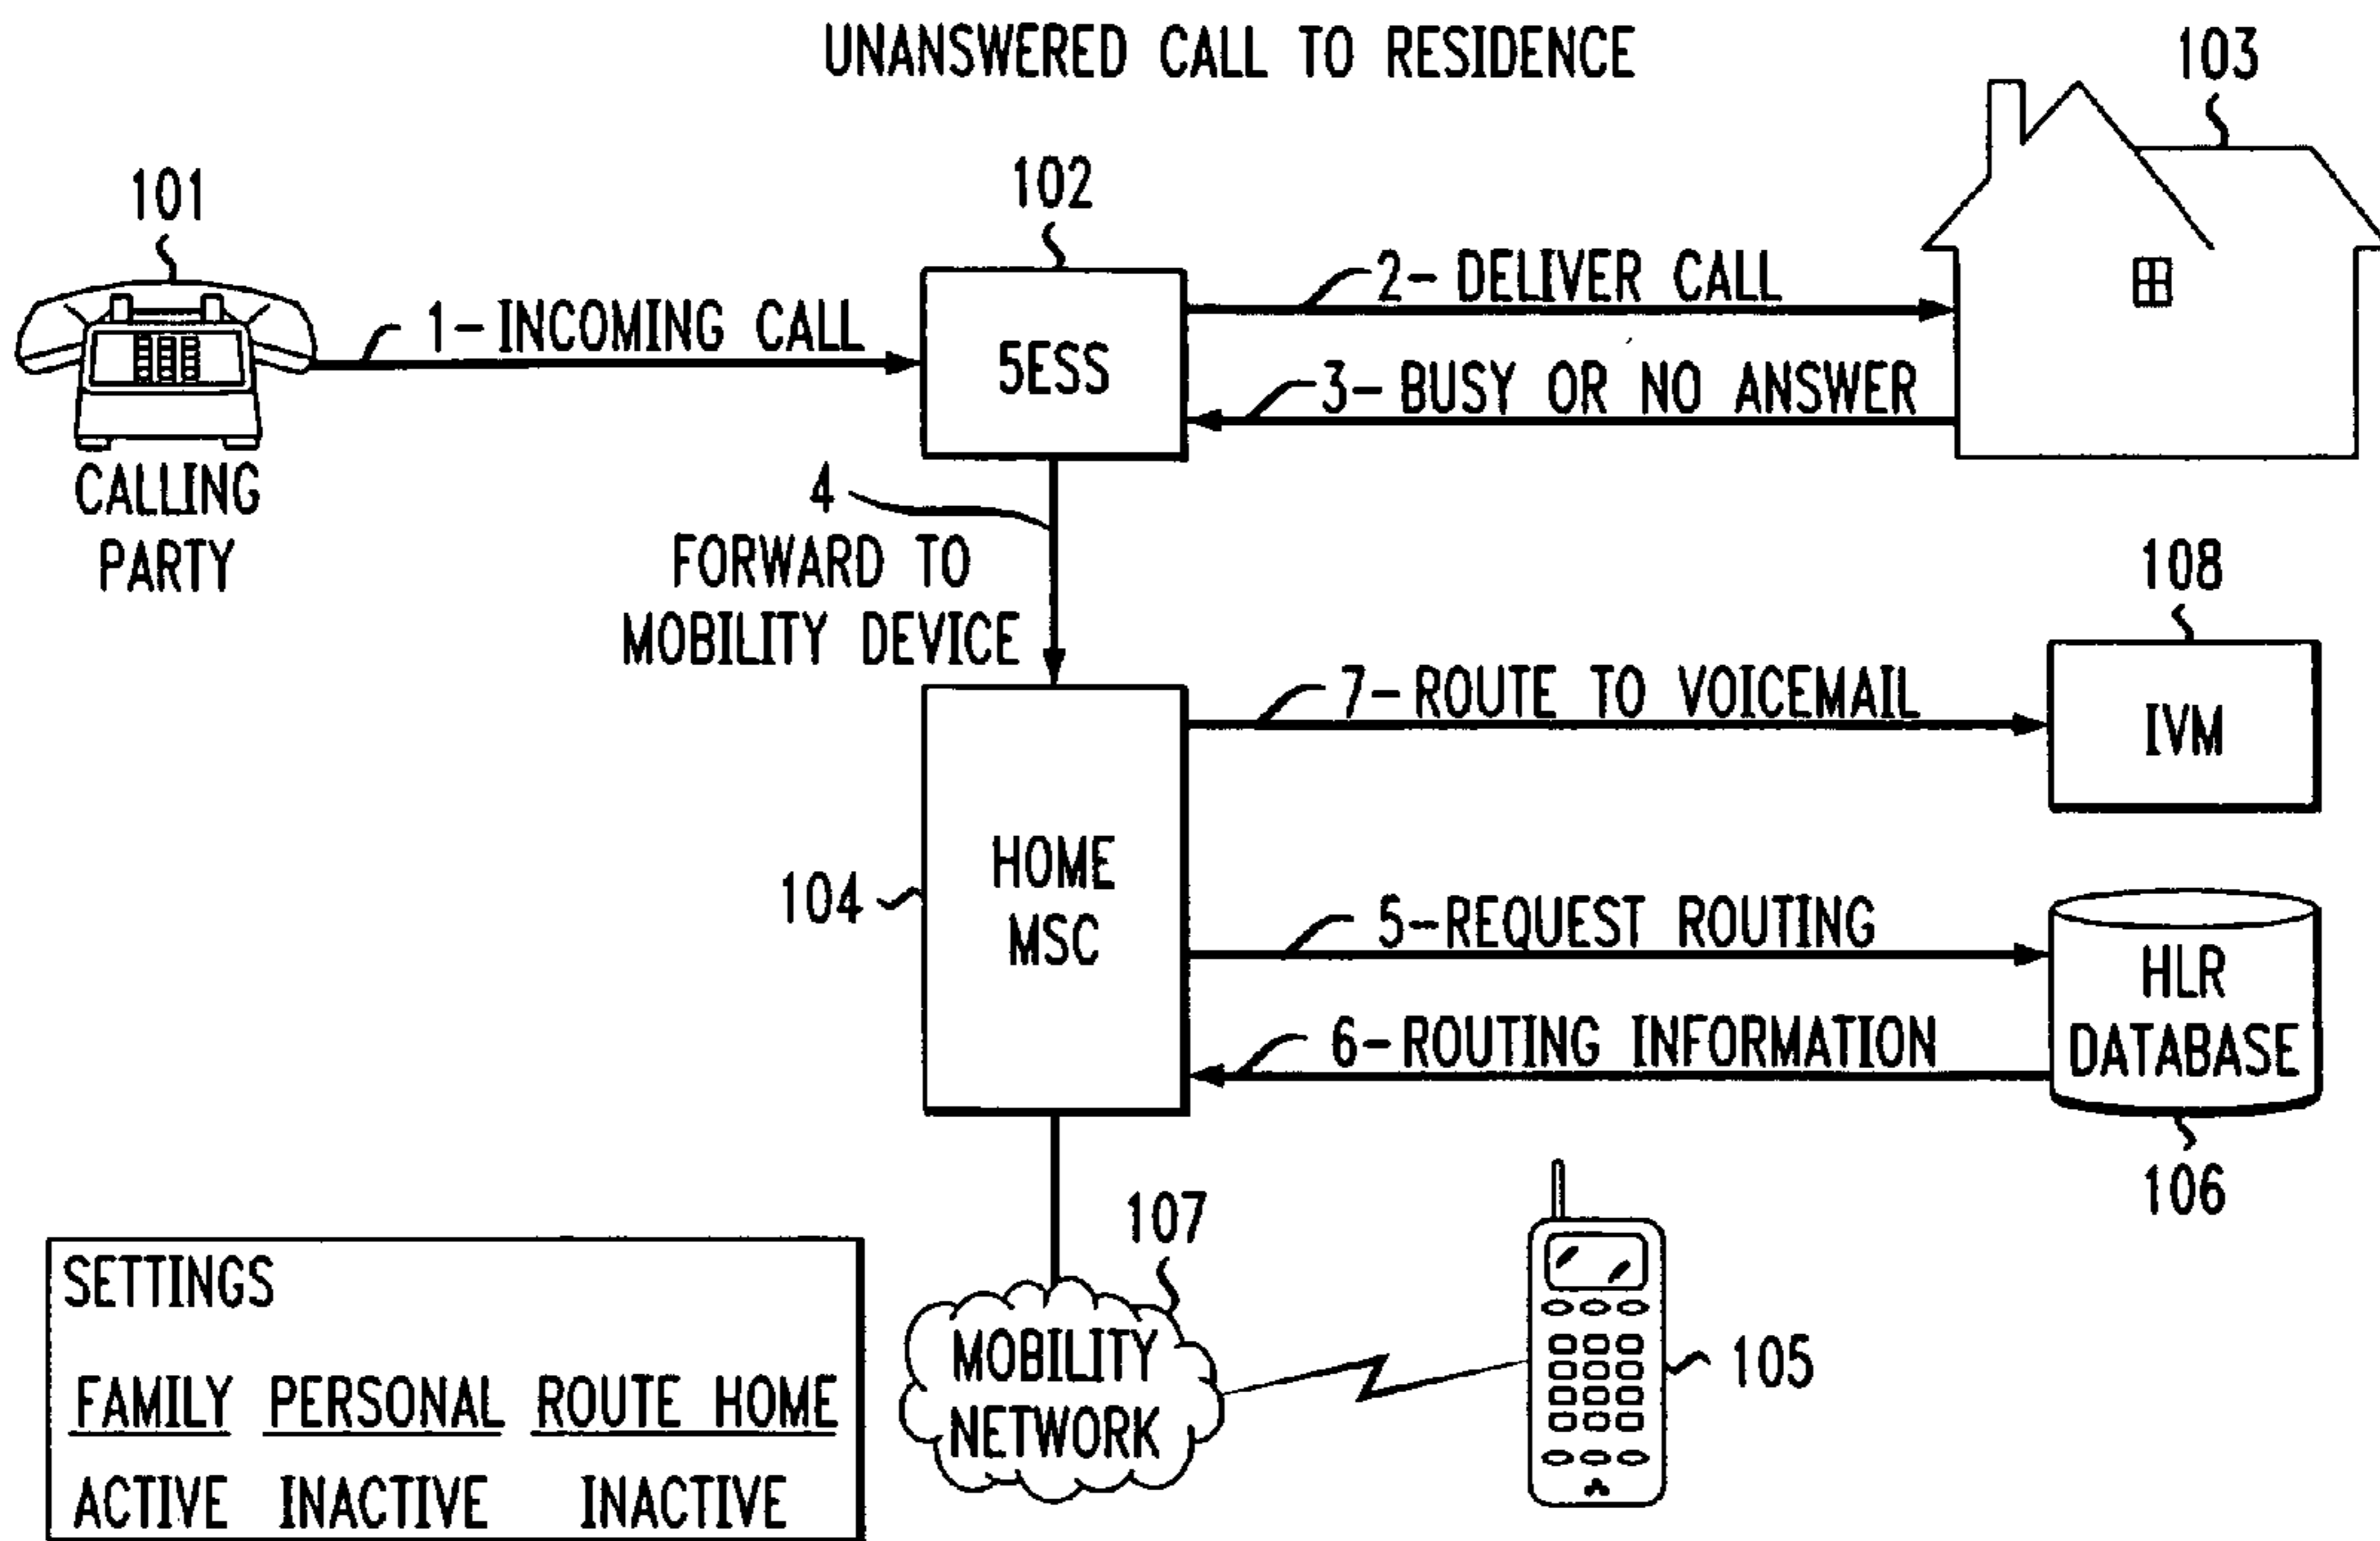 UNANSWERED CALL TO RESIDENCE
103
101
102
1- INCOMING CALL
5ESS
2- DELIVER CALL
3- BUSY OR NO ANSWER
CALLING
PARTY
4
FORWARD TO
MOBILITY DEVICE
108
7- ROUTE TO VOICEMAIL
IVM
104
HOME
MSC
5-REQUEST ROUTING
6- ROUTING INFORMATION
HLR
DATABASE
106
107
MOBILITY
NETWORK
105
SETTINGS
FAMILY PERSONAL ROUTE HOME
ACTIVE INACTIVE INACTIVE